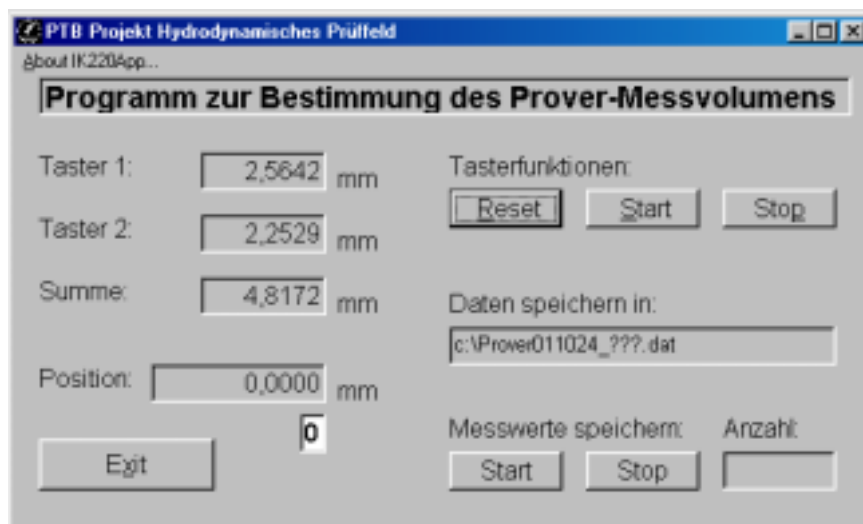 PTB Projekt Hydrodynamisches Prüffeld
About IK220App...
Programm zur Bestimmung des Prover-Messvolumens
Taster 1: 2,5642 mm
Tasterfunktionen:
Reset Start Stop
Taster 2: 2,2529 mm
Summe: 4,8172 mm
Daten speichern in:
c:\Prover011024_???.dat
Position: 0,0000 mm
0
Messwerte speichern: Anzahl:
Exit
Start Stop